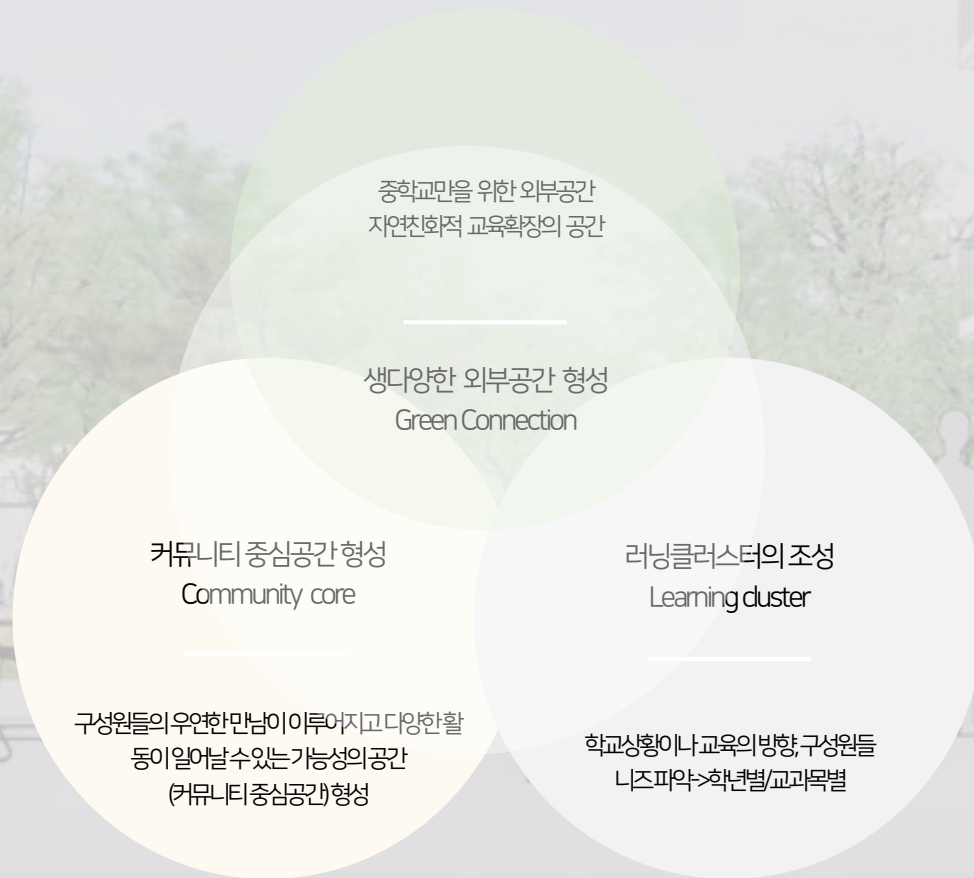 중학교만을 위한 외부공간
자연친화적 교육확장의 공간
생다양한 외부공간 형성
Green Connection
커뮤니티 중심공간 형성
Community core
구성원들의 우연한 만남이 이루어지고 다양한 활
동이 일어날 수 있는 가능성의 공간
(커뮤니티 중심공간) 형성
러닝클러스터의 조성
Learning cluster
학교상황이나 교육의 방향, 구성원들
니즈 파악->학년별/교과목별